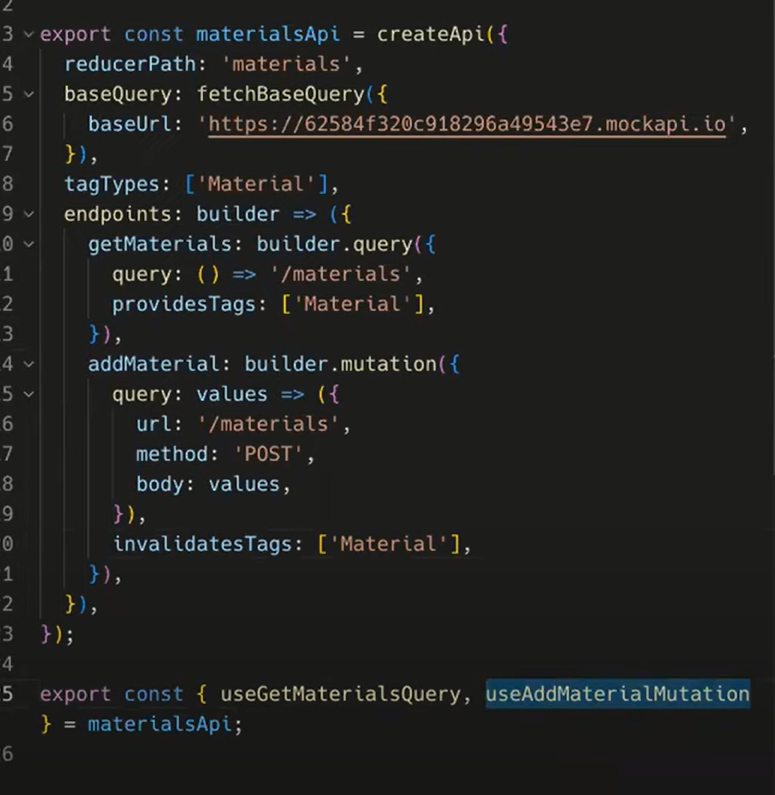 2
3 export const materialsApi = createApi({
4   reducerPath: 'materials',
5   baseQuery: fetchBaseQuery({
6     baseUrl: 'https://62584f320c918296a49543e7.mockapi.io',
7   }),
8   tagTypes: ['Material'],
9   endpoints: builder => ({
0     getMaterials: builder.query({
1       query: () => '/materials',
2       providesTags: ['Material'],
3     }),
4     addMaterial: builder.mutation({
5       query: values => ({
6         url: '/materials',
7         method: 'POST',
8         body: values,
9       }),
0       invalidatesTags: ['Material'],
1     }),
2   }),
3 });
4
5 export const { useGetMaterialsQuery, useAddMaterialMutation
} = materialsApi;
6